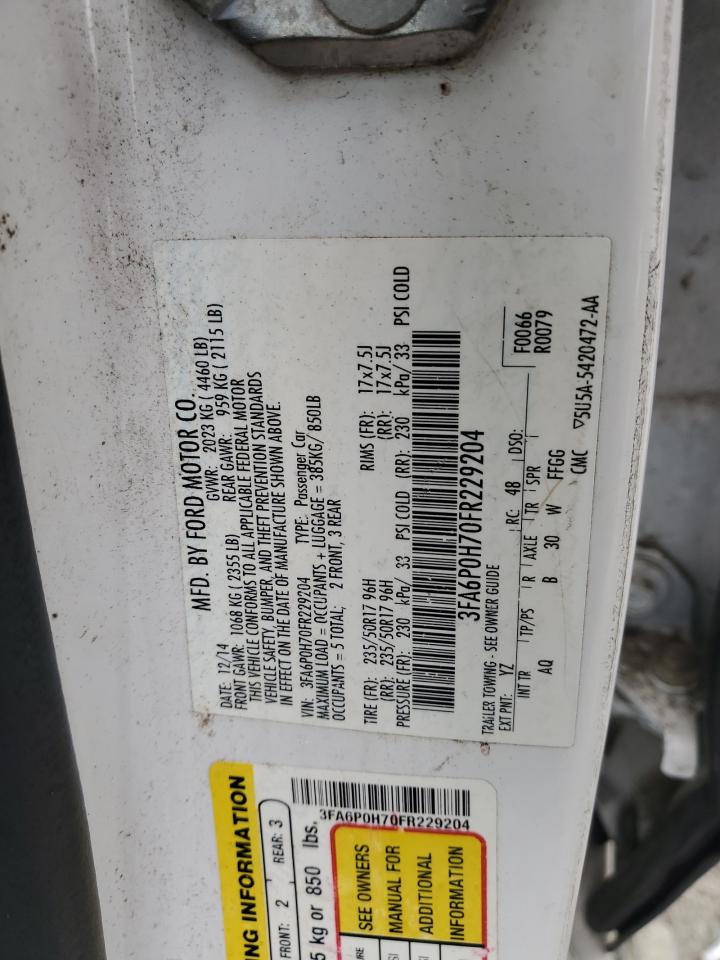 MFD. BY FORD MOTOR CO.
DATE: 12/14 GVWR: 2023 KG ( 4460 LB)
FRONT GAWR: 1068 KG ( 2355 LB) REAR GAWR: 959 KG ( 2115 LB)
THIS VEHICLE CONFORMS TO ALL APPLICABLE FEDERAL MOTOR
VEHICLE SAFETY, BUMPER, AND THEFT PREVENTION STANDARDS
IN EFFECT ON THE DATE OF MANUFACTURE SHOWN ABOVE.
VIN: 3FA6P0H70FR229204 TYPE: Passenger Car
MAXIMUM LOAD = OCCUPANTS + LUGGAGE = 385KG/ 850LB
OCCUPANTS = 5 TOTAL; 2 FRONT, 3 REAR
TIRE (FR): 235/50R17 96H RIMS (FR): 17x7.5J
(RR): 235/50R17 96H (RR): 17x7.5J
PRESSURE (FR): 230 kPa/ 33 PSI COLD (RR): 230 kPa/ 33 PSI COLD
3FA6P0H70FR229204
TRAILER TOWING - SEE OWNER GUIDE
F0066
R0079
EXT PNT: YZ RC: 4B DSO:
INT TR TP/PS R AXLE TR SPR
AQ B 30 W FFGG
CMC
▽5U5A-5420472-AA
ING INFORMATION
FRONT: 2 REAR: 3
5 kg or 850 lbs.
3FA6P0H70FR229204
SEE OWNERS
MANUAL FOR
ADDITIONAL
INFORMATION